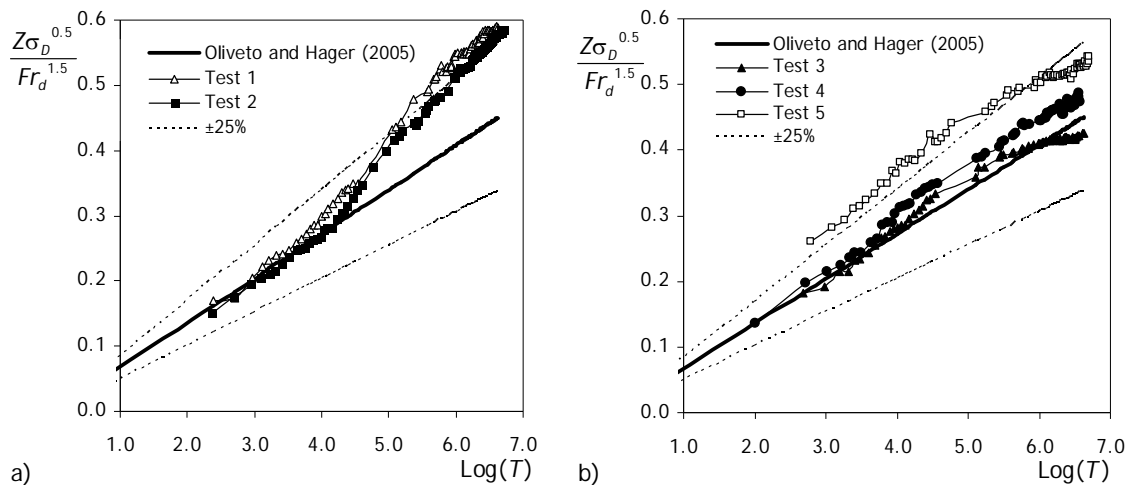 Zσ_D^0.5
Fr_d^1.5
0.6
0.5
0.4
0.3
0.2
0.1
0.0
Oliveto and Hager (2005)
Test 1
Test 2
±25%
1.0 2.0 3.0 4.0 5.0 6.0 7.0
Log(T)
a)
Zσ_D^0.5
Fr_d^1.5
0.6
0.5
0.4
0.3
0.2
0.1
0.0
Oliveto and Hager (2005)
Test 3
Test 4
Test 5
±25%
1.0 2.0 3.0 4.0 5.0 6.0 7.0
Log(T)
b)